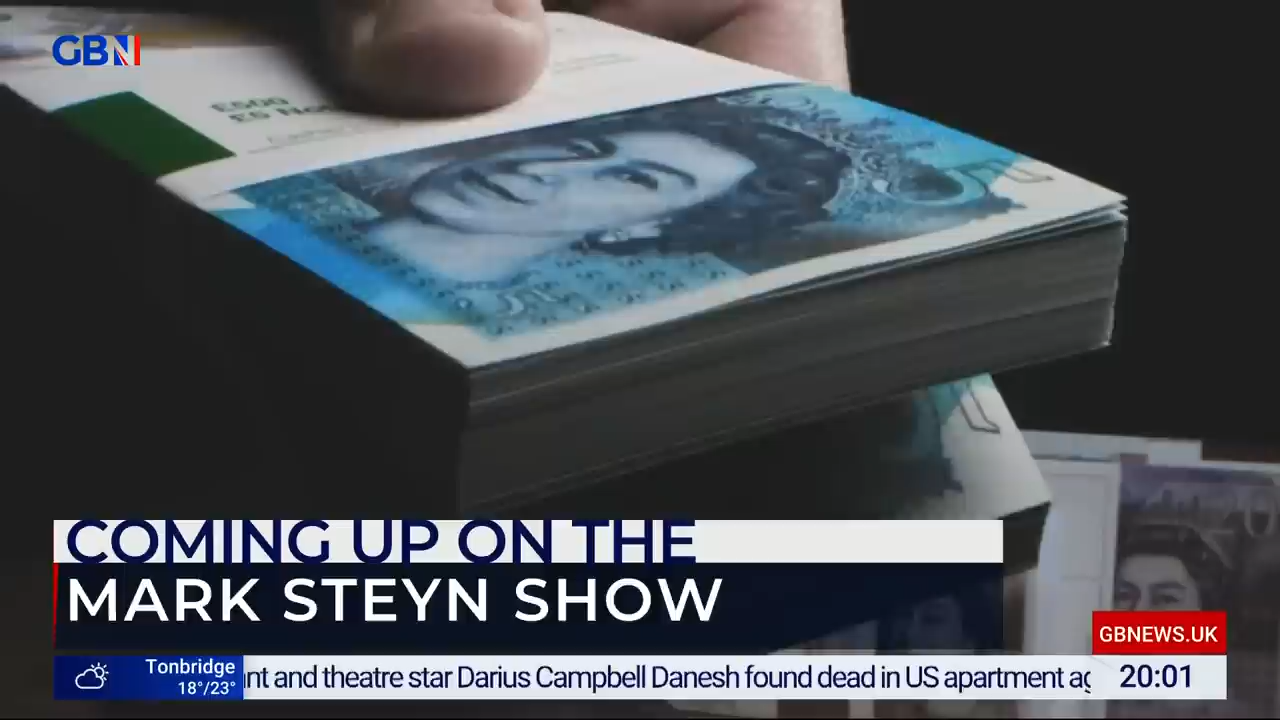 GBN
£500
COMING UP ON THE
MARK STEYN SHOW
GBNEWS.UK
Tonbridge
18°/23°
nt and theatre star Darius Campbell Danesh found dead in US apartment ag
20:01